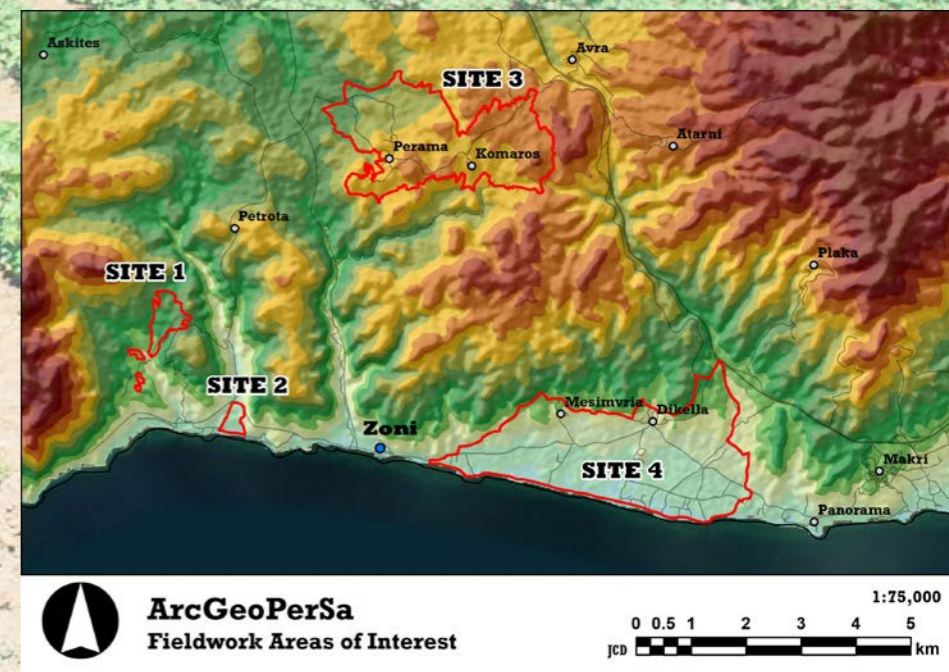 Askites
Avra
SITE 3
Atarni
Perama
Komaros
Petrota
Plaka
SITE 1
SITE 2
Mesimvria
Dikella
Zoni
SITE 4
Makri
Panorama
ArcGeoPerSa
Fieldwork Areas of Interest
1:75,000
0 0.5 1 2 3 4 5
JCD km